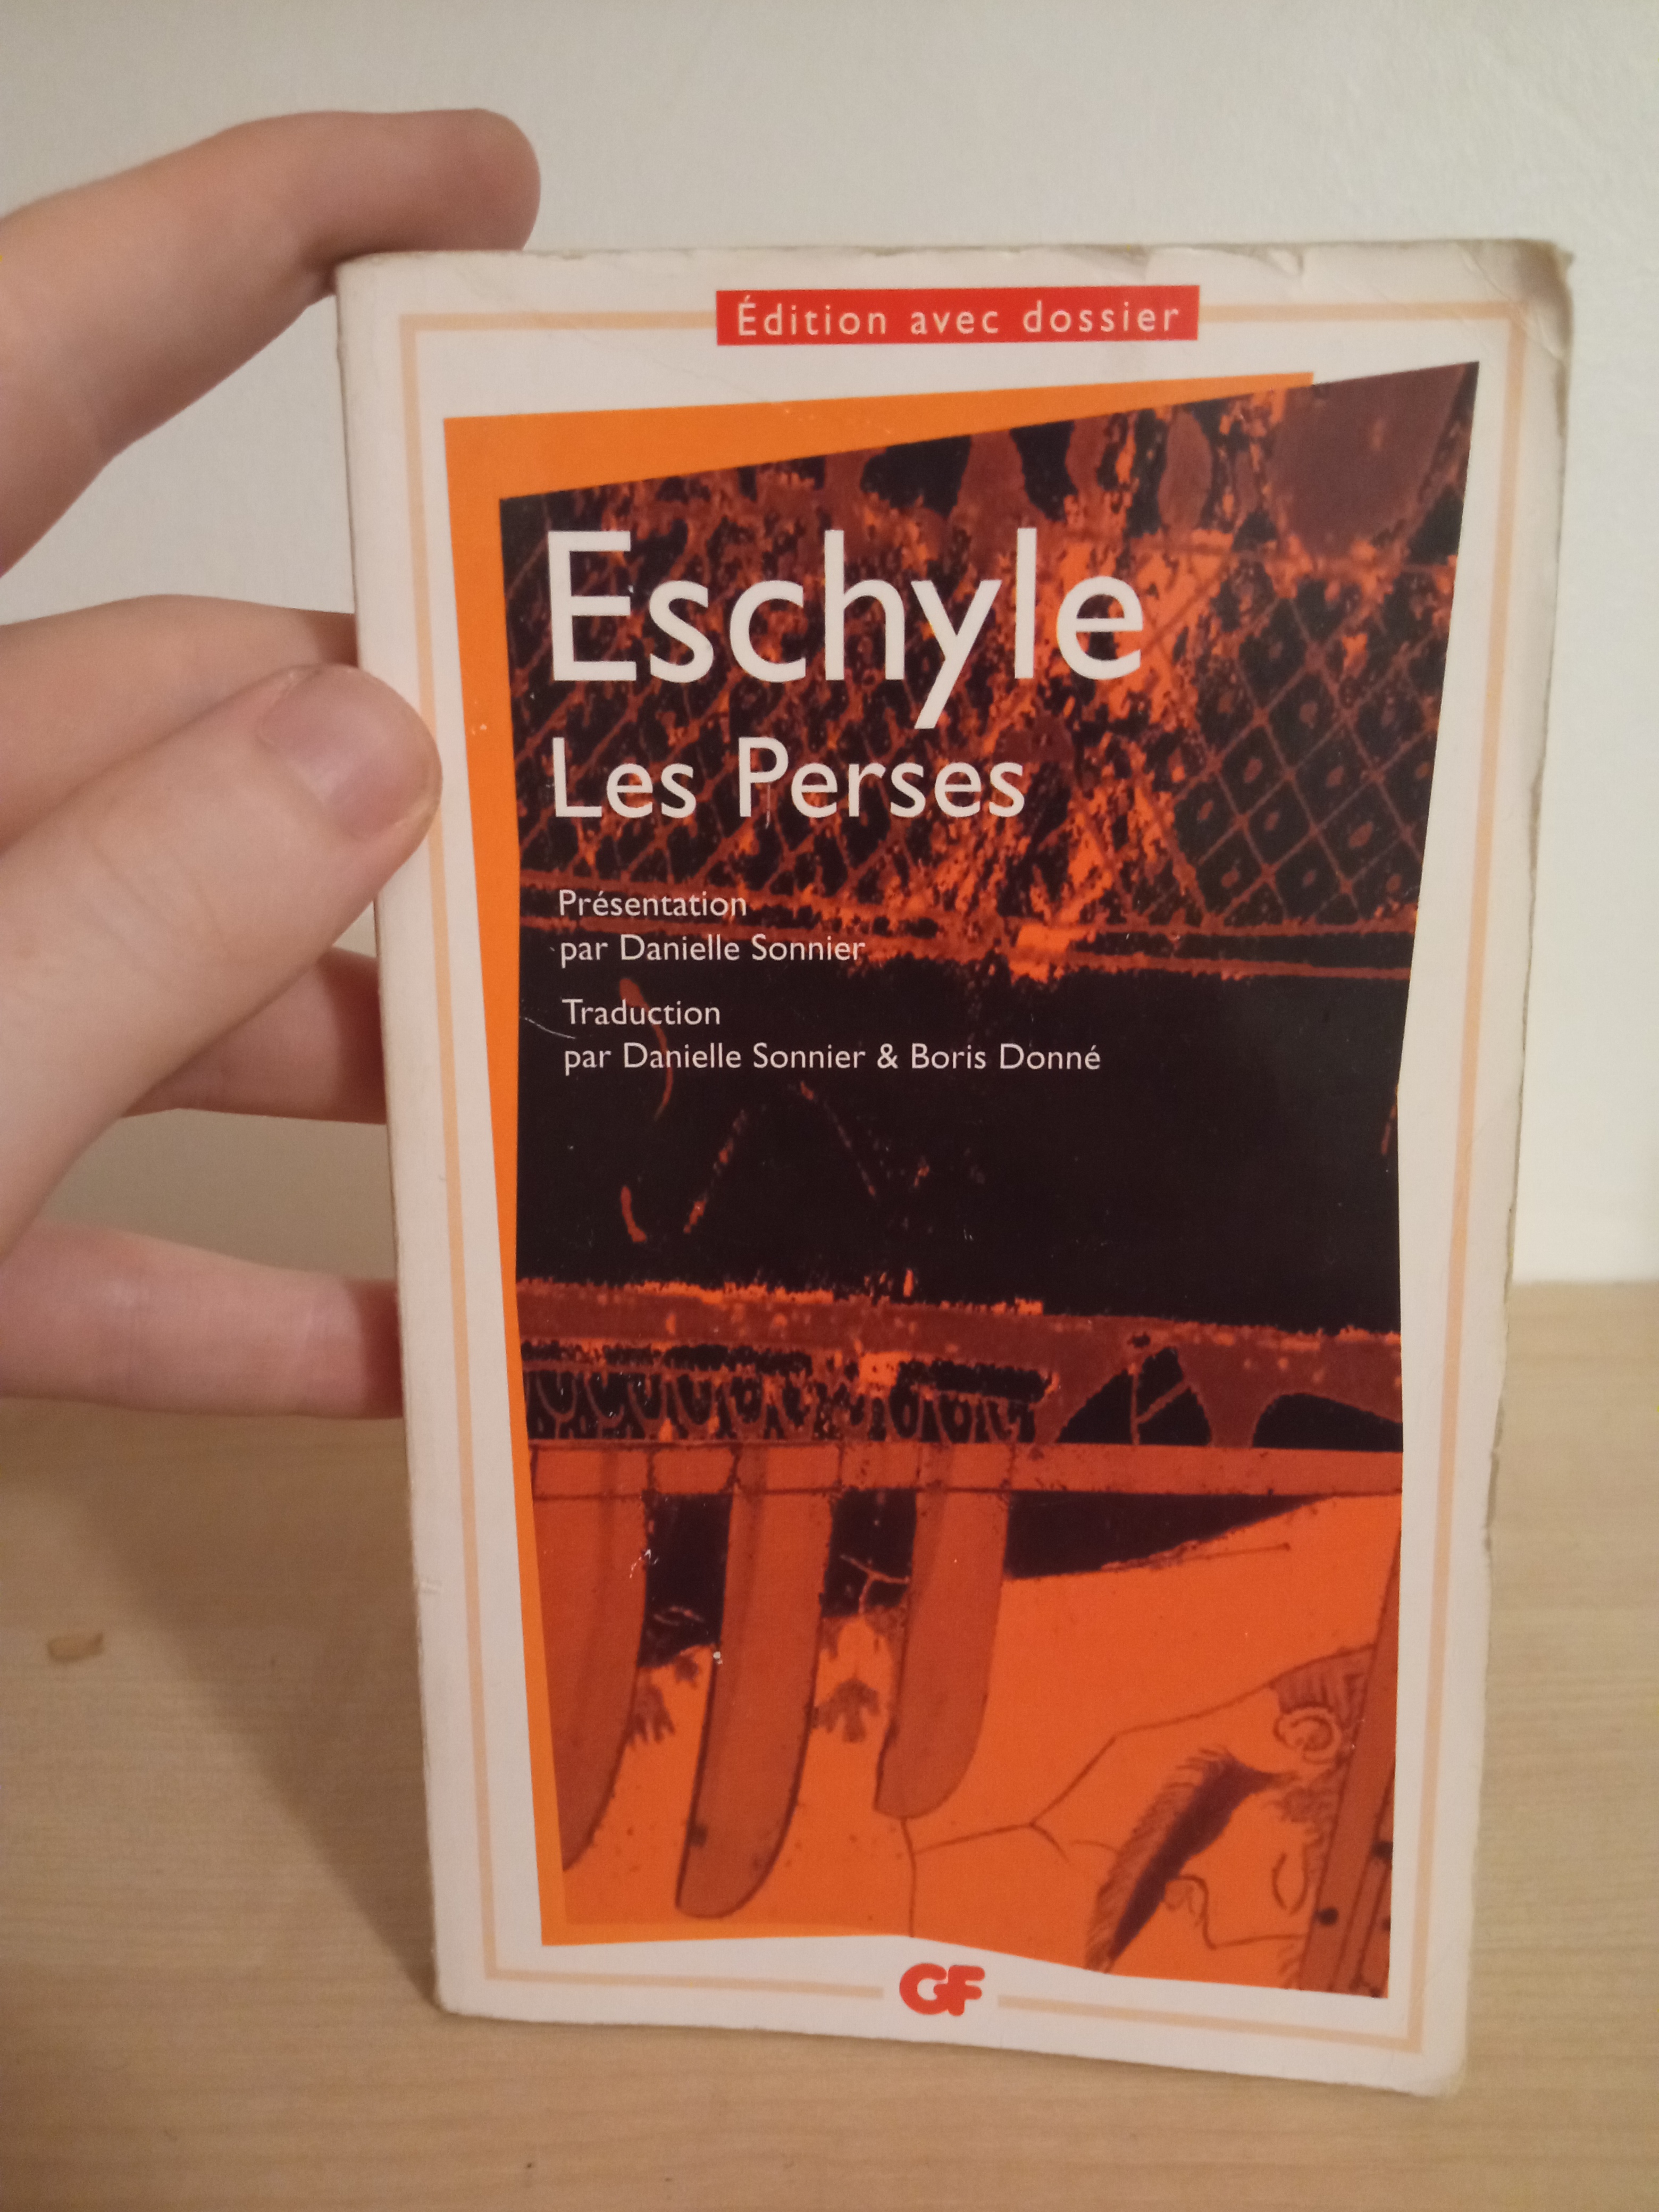 Édition avec dossier
Eschyle
Les Perses
Présentation
par Danielle Sonnier
Traduction
par Danielle Sonnier & Boris Donné
GF